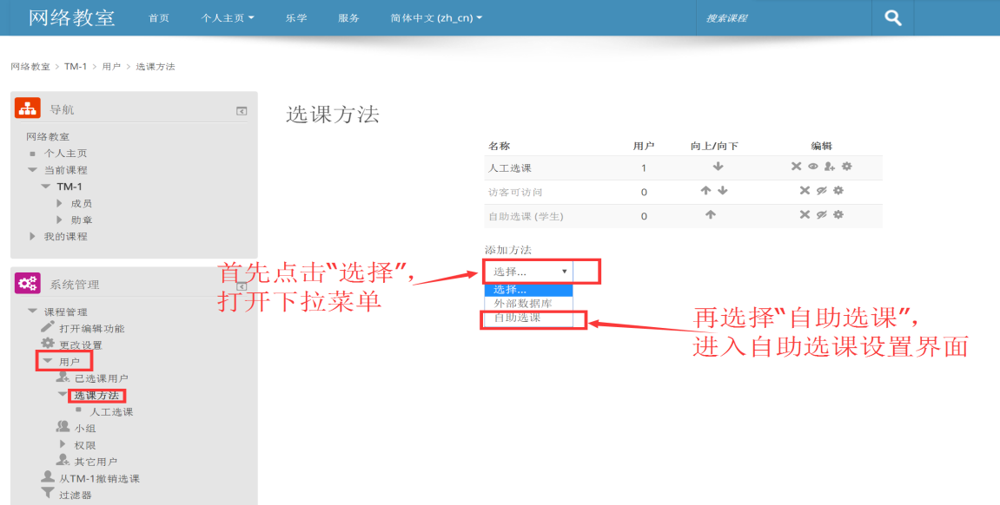 网络教室 首页 个人主页 乐学 服务 简体中文 (zh_cn) 搜索课程
网络教室 > TM-1 > 用户 > 选课方法
导航
网络教室
个人主页
当前课程
TM-1
成员
勋章
我的课程
系统管理
课程管理
打开编辑功能
更改设置
用户
已选课用户
选课方法
人工选课
小组
权限
其它用户
从TM-1撤销选课
过滤器
选课方法
名称 用户 向上/向下 编辑
人工选课 1
访客可访问 0
自助选课 (学生) 0
添加方法
选择...
选择...
外部数据库
自助选课
首先点击“选择”，
打开下拉菜单
再选择“自助选课”，
进入自助选课设置界面